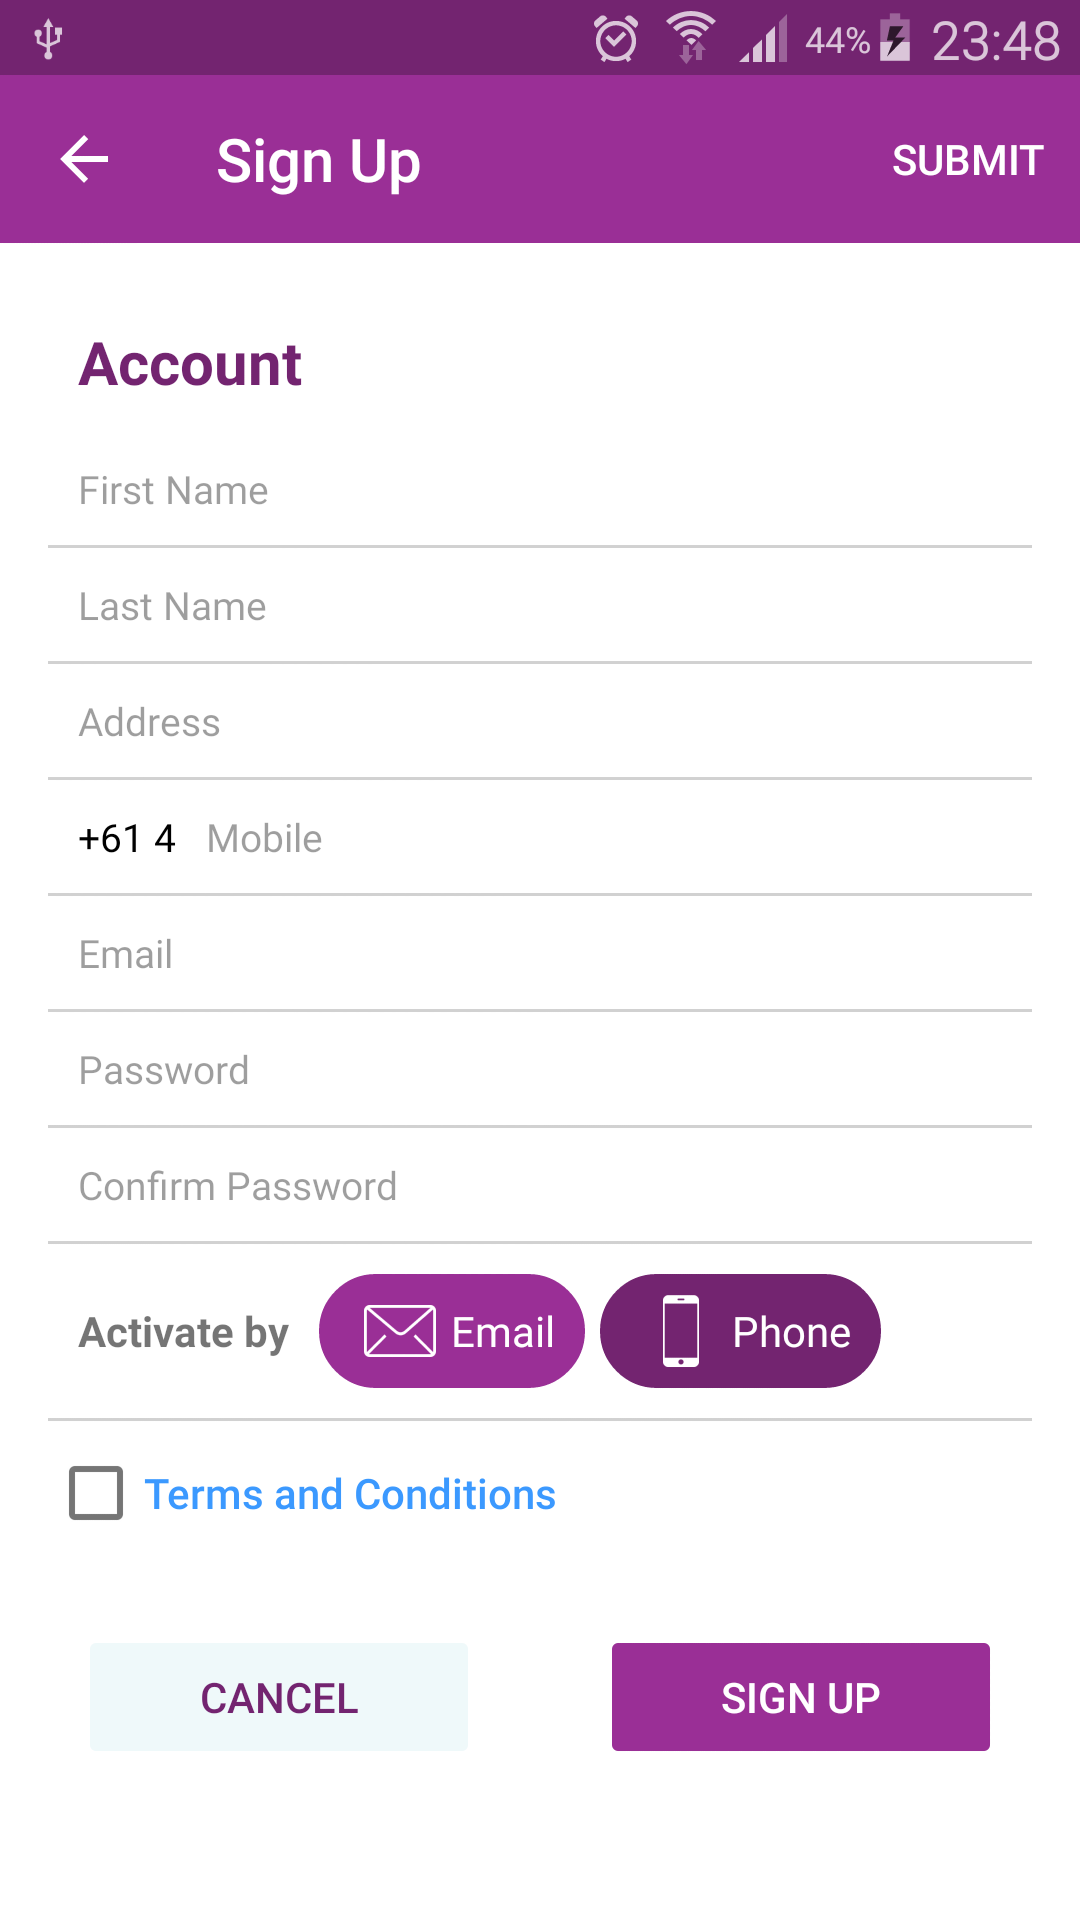 44% 23:48
Sign Up SUBMIT
Account
First Name
Last Name
Address
+61 4 Mobile
Email
Password
Confirm Password
Activate by Email Phone
Terms and Conditions
CANCEL SIGN UP